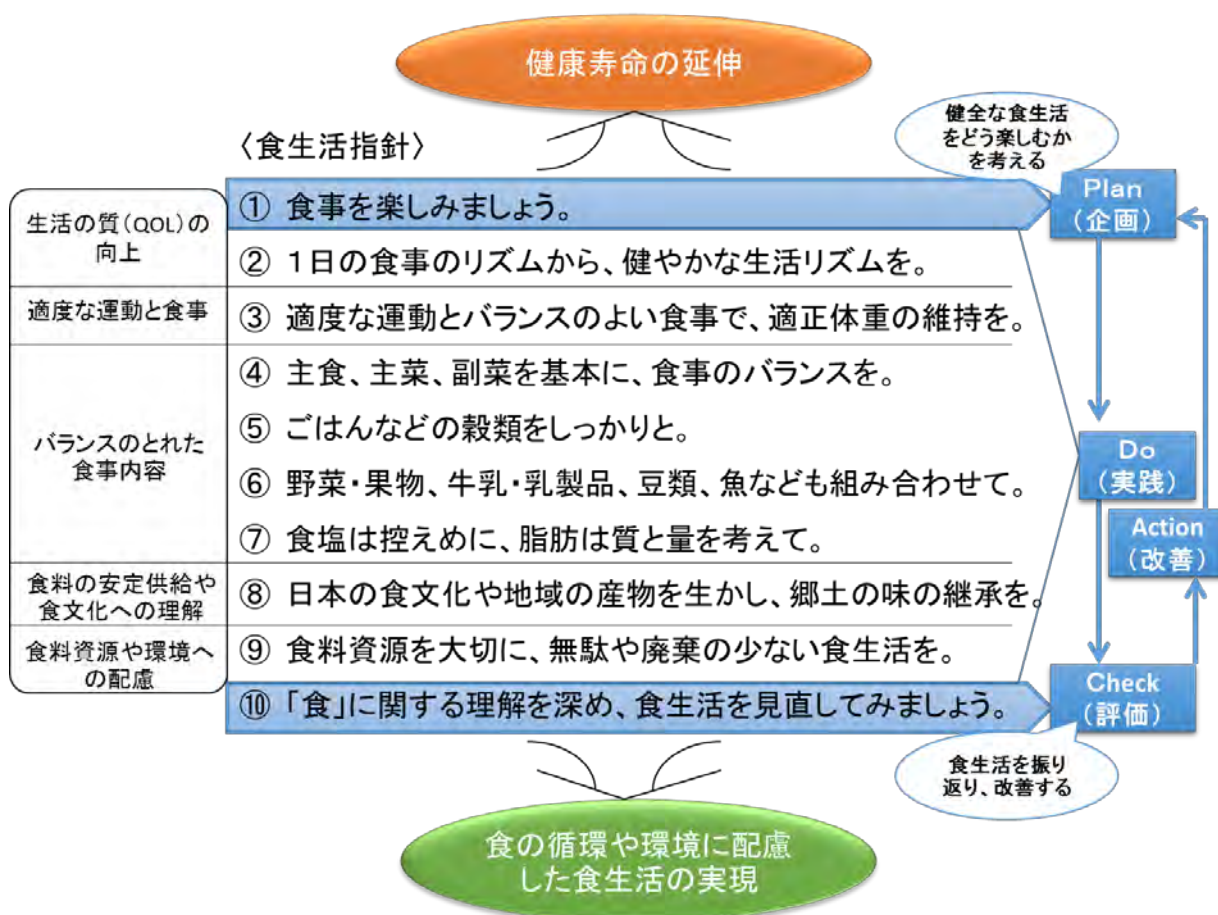 健康寿命の延伸
健全な食生活
をどう楽しむか
を考える
〈食生活指針〉
生活の質(QOL)の
向上
① 食事を楽しみましょう。
Plan
(企画)
② 1日の食事のリズムから、健やかな生活リズムを。
適度な運動と食事
③ 適度な運動とバランスのよい食事で、適正体重の維持を。
バランスのとれた
食事内容
④ 主食、主菜、副菜を基本に、食事のバランスを。
⑤ ごはんなどの穀類をしっかりと。
⑥ 野菜・果物、牛乳・乳製品、豆類、魚なども組み合わせて。
⑦ 食塩は控えめに、脂肪は質と量を考えて。
Do
(実践)
Action
(改善)
食料の安定供給や
食文化への理解
⑧ 日本の食文化や地域の産物を生かし、郷土の味の継承を。
食料資源や環境へ
の配慮
⑨ 食料資源を大切に、無駄や廃棄の少ない食生活を。
⑩ 「食」に関する理解を深め、食生活を見直してみましょう。
Check
(評価)
食生活を振り
返り、改善する
食の循環や環境に配慮
した食生活の実現